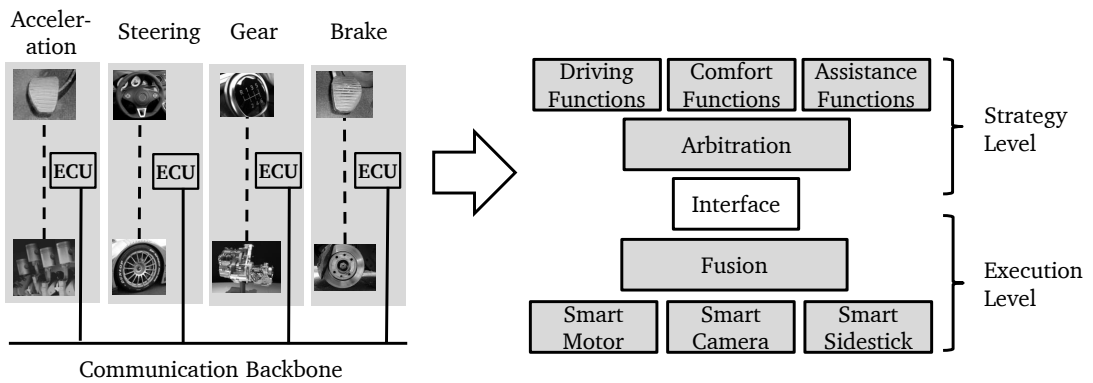 Acceler-
ation
Steering
Gear
Brake
ECU
ECU
ECU
ECU
Communication Backbone
Driving
Functions
Comfort
Functions
Assistance
Functions
Arbitration
Interface
Fusion
Smart
Motor
Smart
Camera
Smart
Sidestick
Strategy
Level
Execution
Level